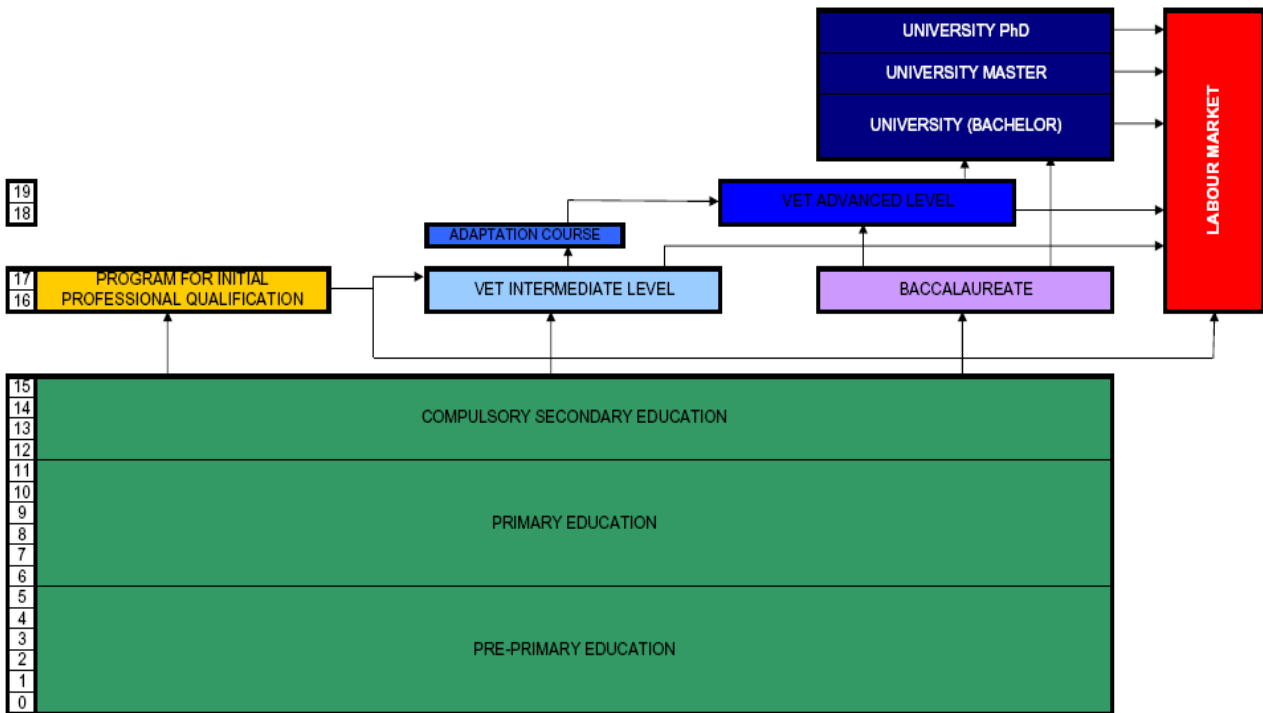 UNIVERSITY PhD
UNIVERSITY MASTER
UNIVERSITY (BACHELOR)
LABOUR MARKET
19
18
VET ADVANCED LEVEL
ADAPTATION COURSE
17
16
PROGRAM FOR INITIAL
PROFESSIONAL QUALIFICATION
VET INTERMEDIATE LEVEL
BACCALAUREATE
15
14
13
12
COMPULSORY SECONDARY EDUCATION
11
10
9
8
7
6
PRIMARY EDUCATION
5
4
3
2
1
0
PRE-PRIMARY EDUCATION